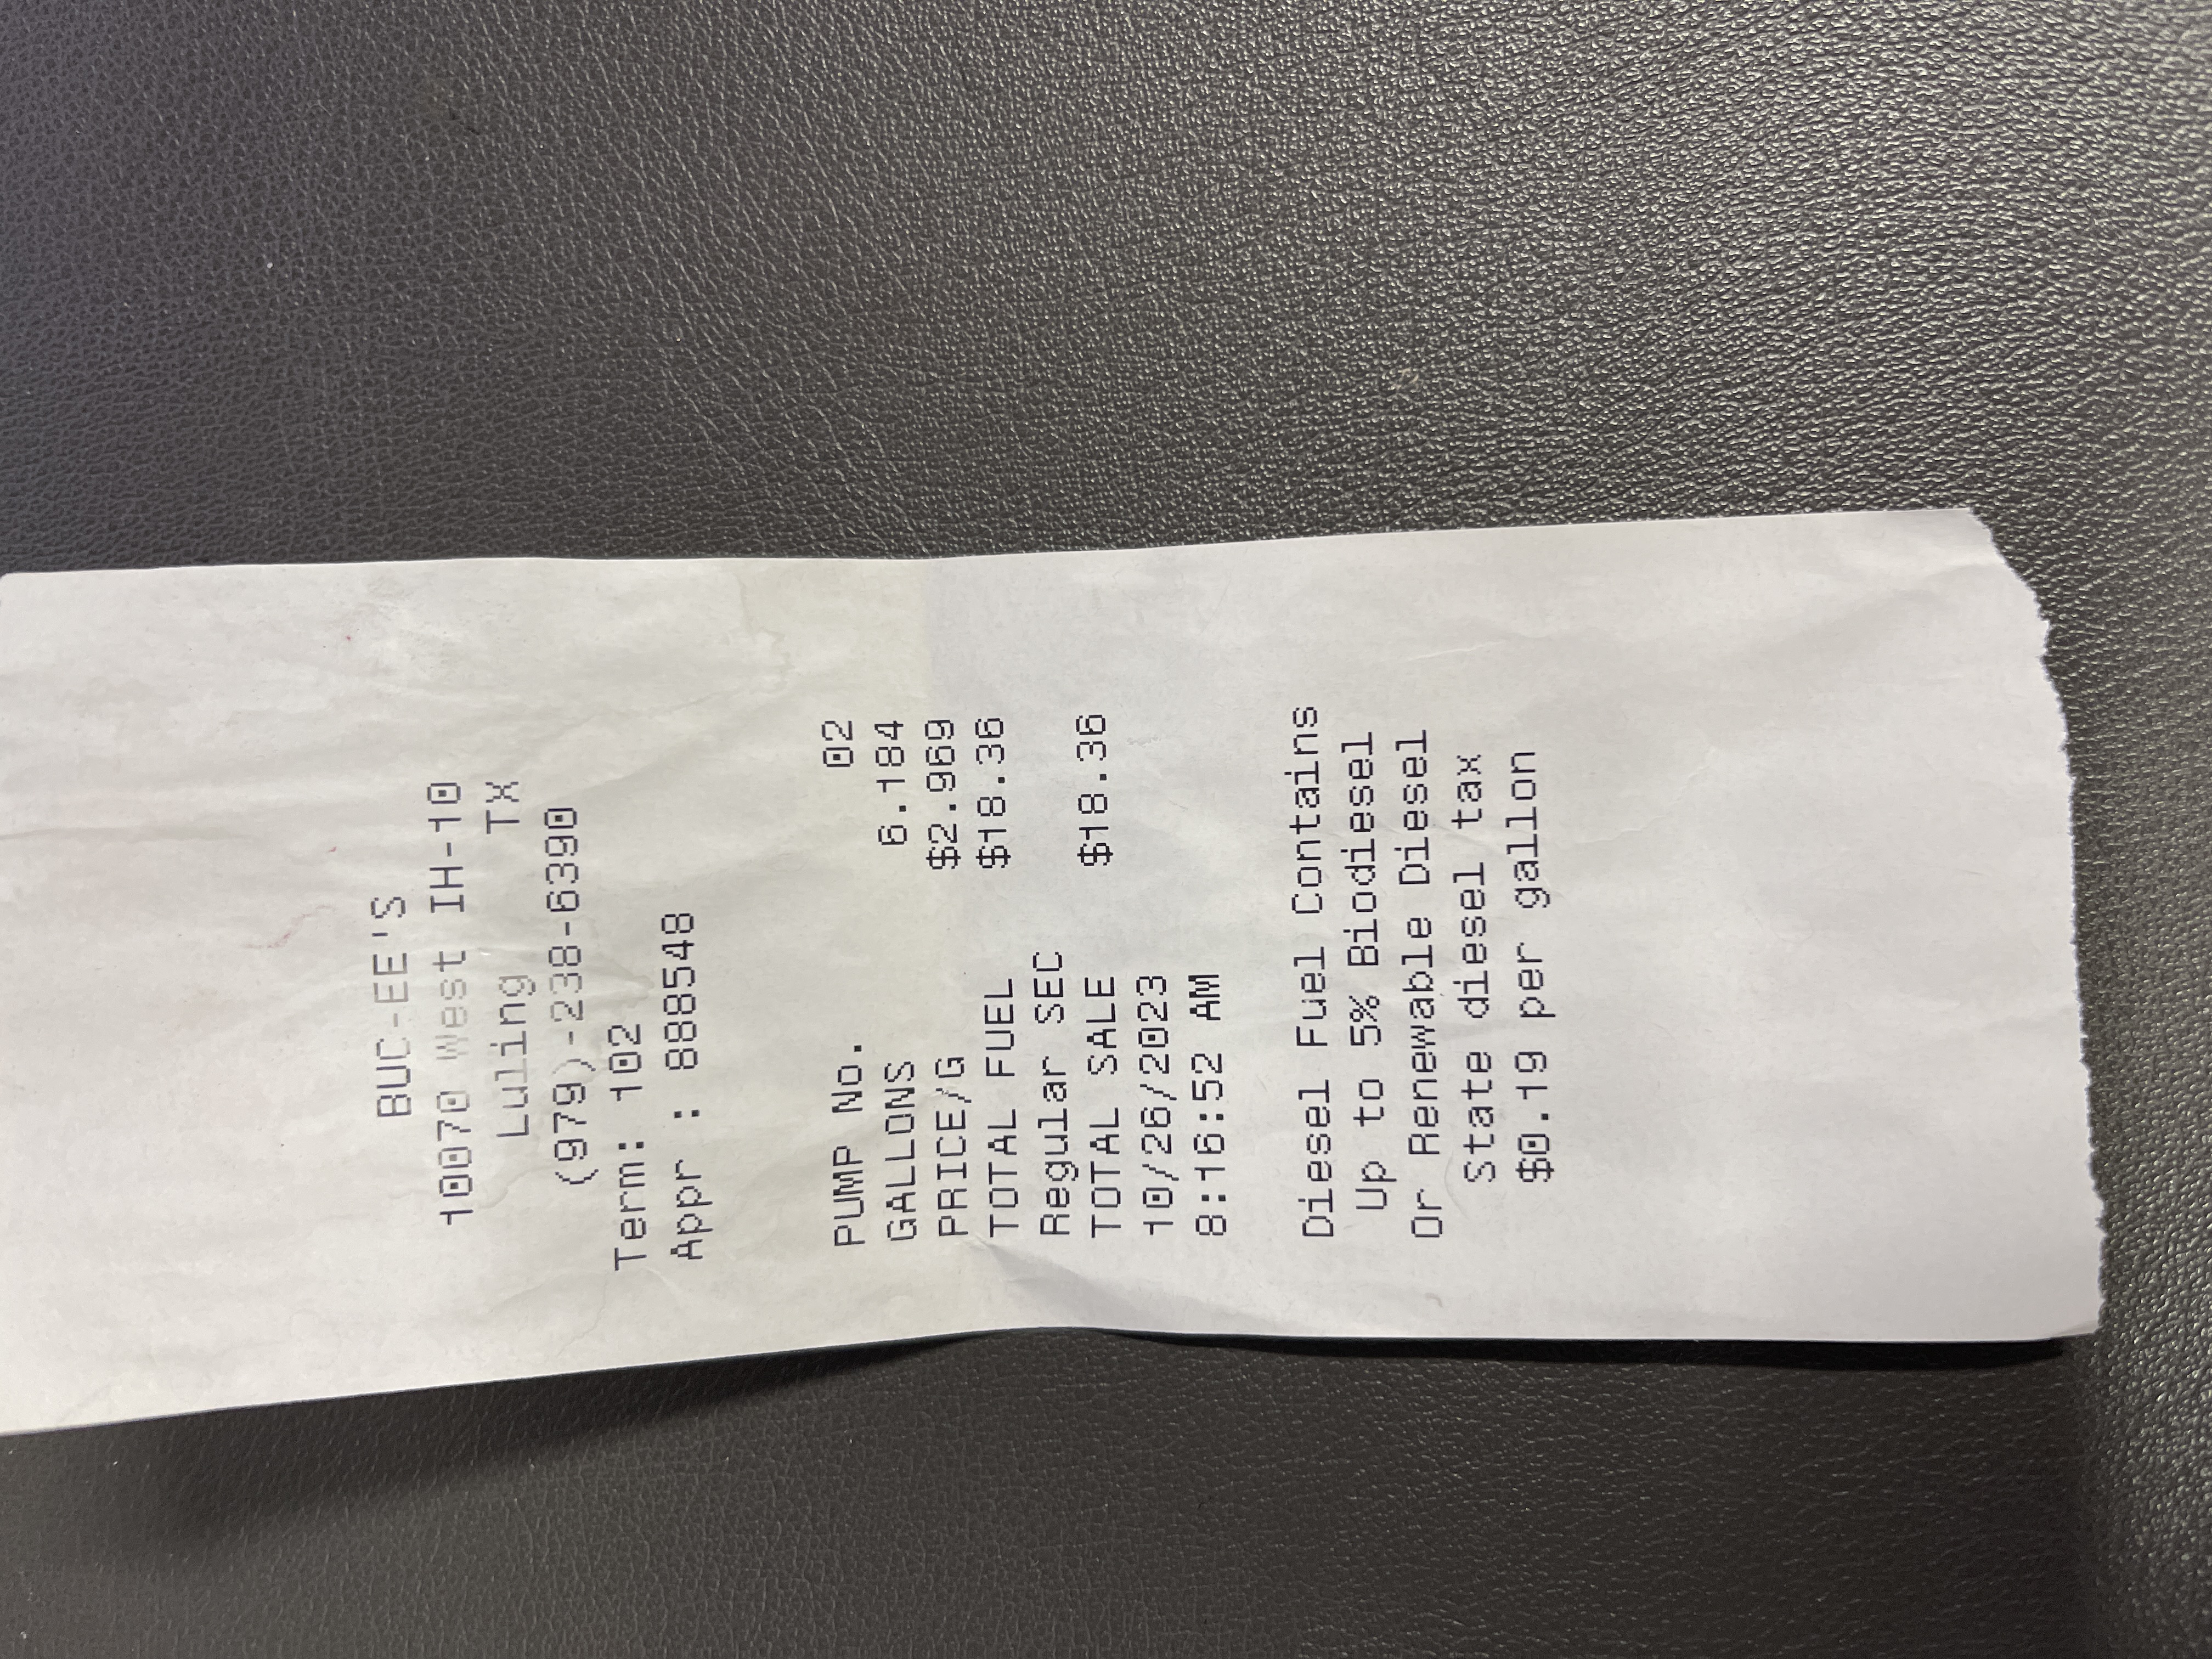 BUC-EE'S
10070 West IH-10
Luling TX
(979)-238-6390
Term: 102
Appr : 888548
PUMP No. 02
GALLONS 6.184
PRICE/G $2.969
TOTAL FUEL $18.36
Regular SEC
TOTAL SALE $18.36
10/26/2023
8:16:52 AM
Diesel Fuel Contains
Up to 5% Biodiesel
Or Renewable Diesel
State diesel tax
$0.19 per gallon